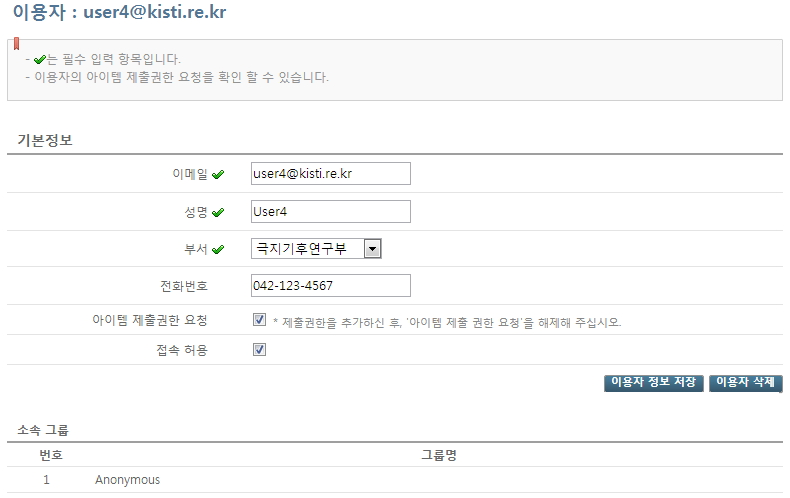 이용자 : user4@kisti.re.kr
- 는 필수 입력 항목입니다.
- 이용자의 아이템 제출권한 요청을 확인 할 수 있습니다.
기본정보
이메일 user4@kisti.re.kr
성명 User4
부서 극지기후연구부
전화번호 042-123-4567
아이템 제출권한 요청 * 제출권한을 추가하신 후, '아이템 제출 권한 요청'을 해제해 주십시오.
접속 허용
이용자 정보 저장 이용자 삭제
소속 그룹
번호 그룹명
1 Anonymous